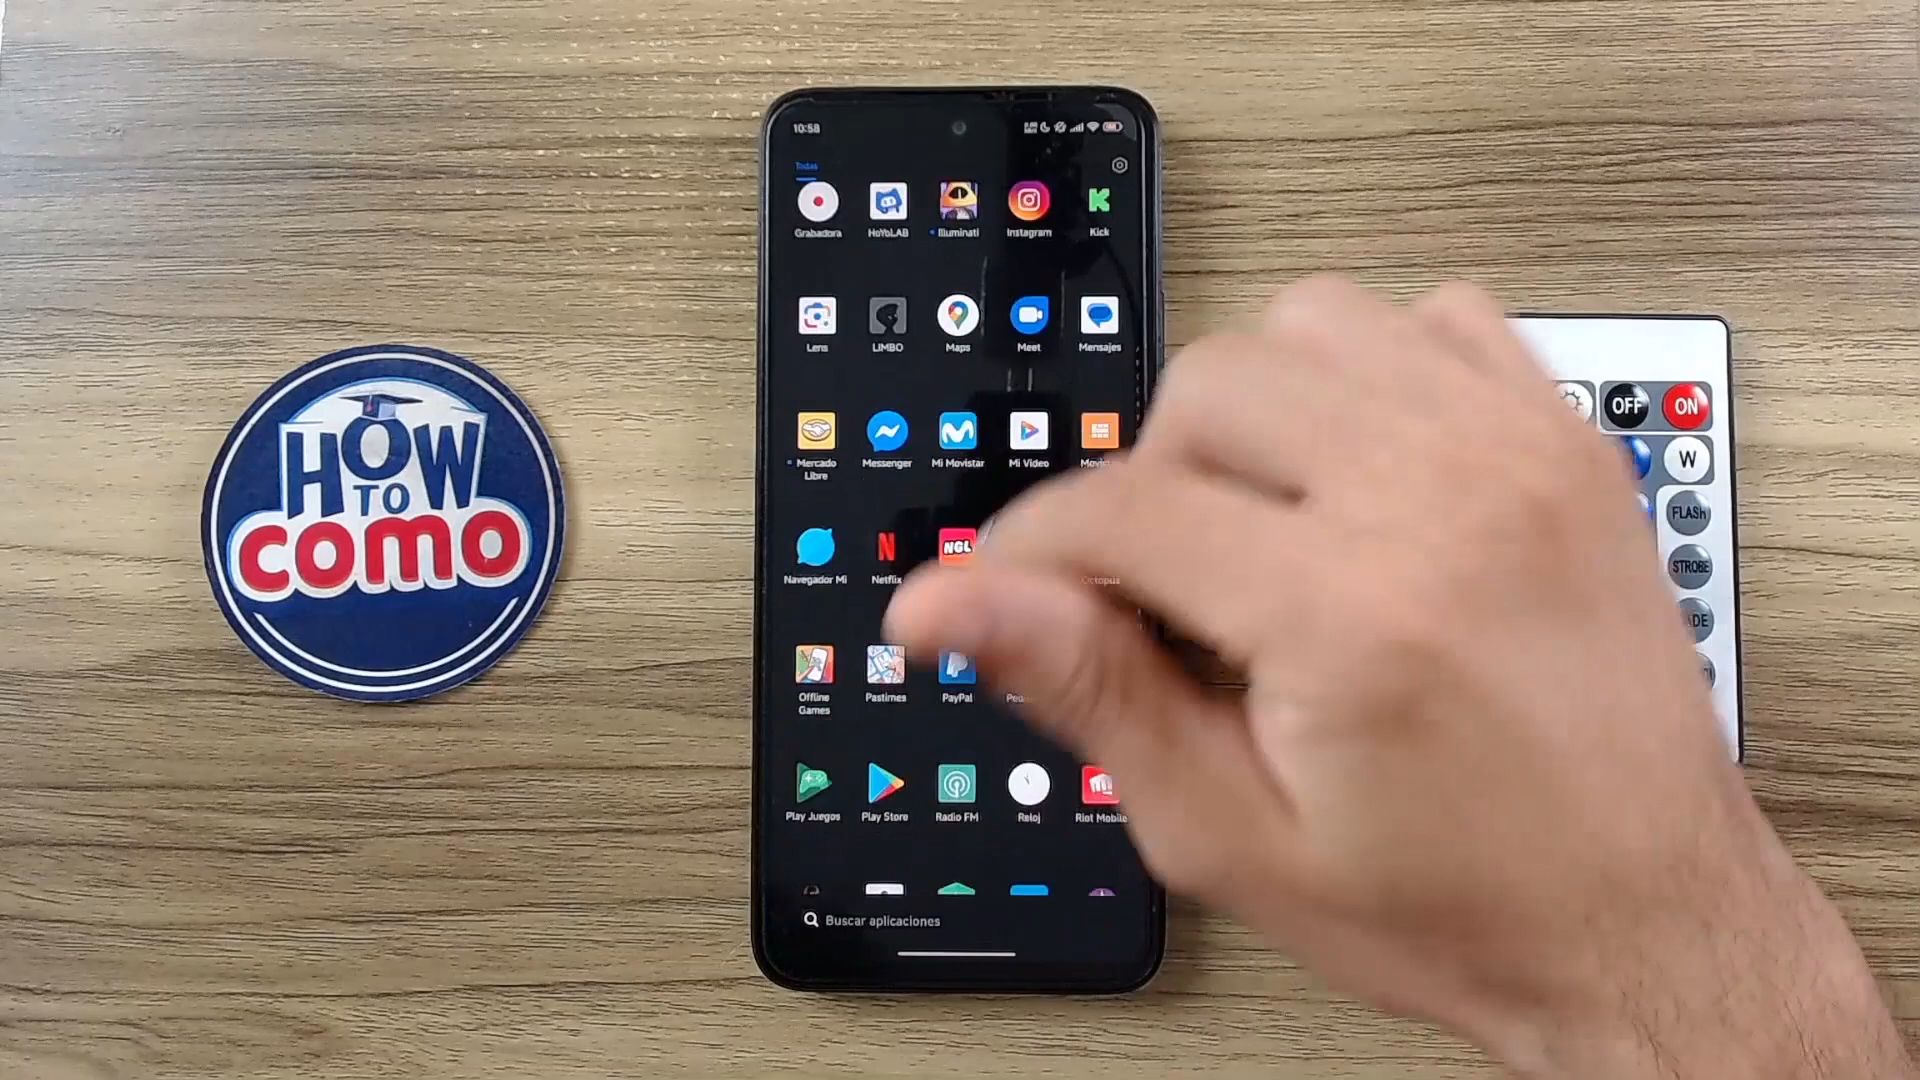 HOW
TO
COMO
10:58
Todas
Grabadora
HoYoLAB
Illuminati
Instagram
Kick
Lens
LIMBO
Maps
Meet
Mensajes
Mercado
Libre
Messenger
Mi Movistar
Mi Video
Navegador Mi
Netflix
NGL
Octopus
Offline
Games
Pastimes
PayPal
Play Juegos
Play Store
Radio FM
Reloj
Riot Mobile
Buscar aplicaciones
OFF
ON
W
FLASH
STROBE